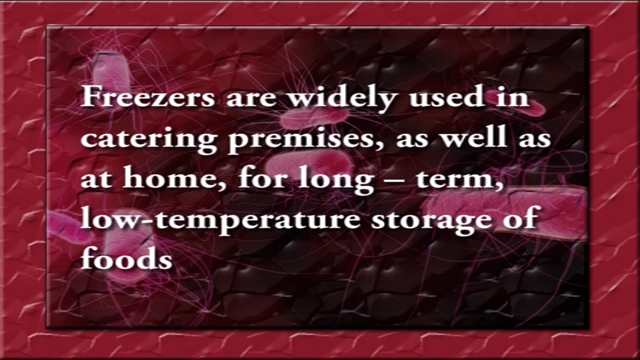 Freezers are widely used in
catering premises, as well as
at home, for long – term,
low-temperature storage of
foods